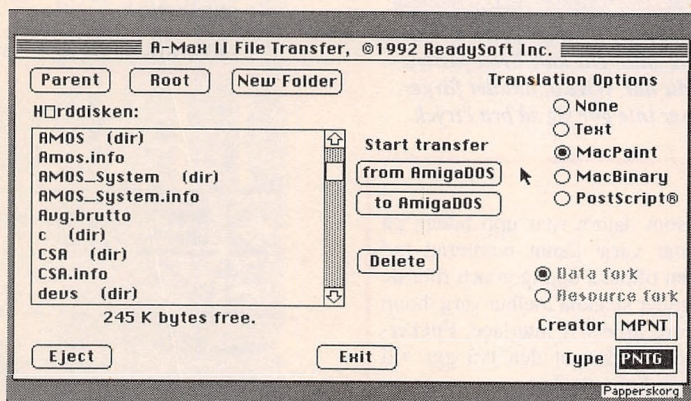 A-Max II File Transfer, ©1992 ReadySoft Inc.
Parent
Root
New Folder
H□rddisken:
AMOS (dir)
Amos.info
AMOS_System (dir)
AMOS_System.info
Avg.brutto
c (dir)
CSA (dir)
CSA.info
devs (dir)
245 K bytes free.
Eject
Start transfer
from AmigaDOS
to AmigaDOS
Delete
Exit
Translation Options
None
Text
MacPaint
MacBinary
PostScript®
Data fork
Resource fork
Creator MPNT
Type PNTG
Papperskorg